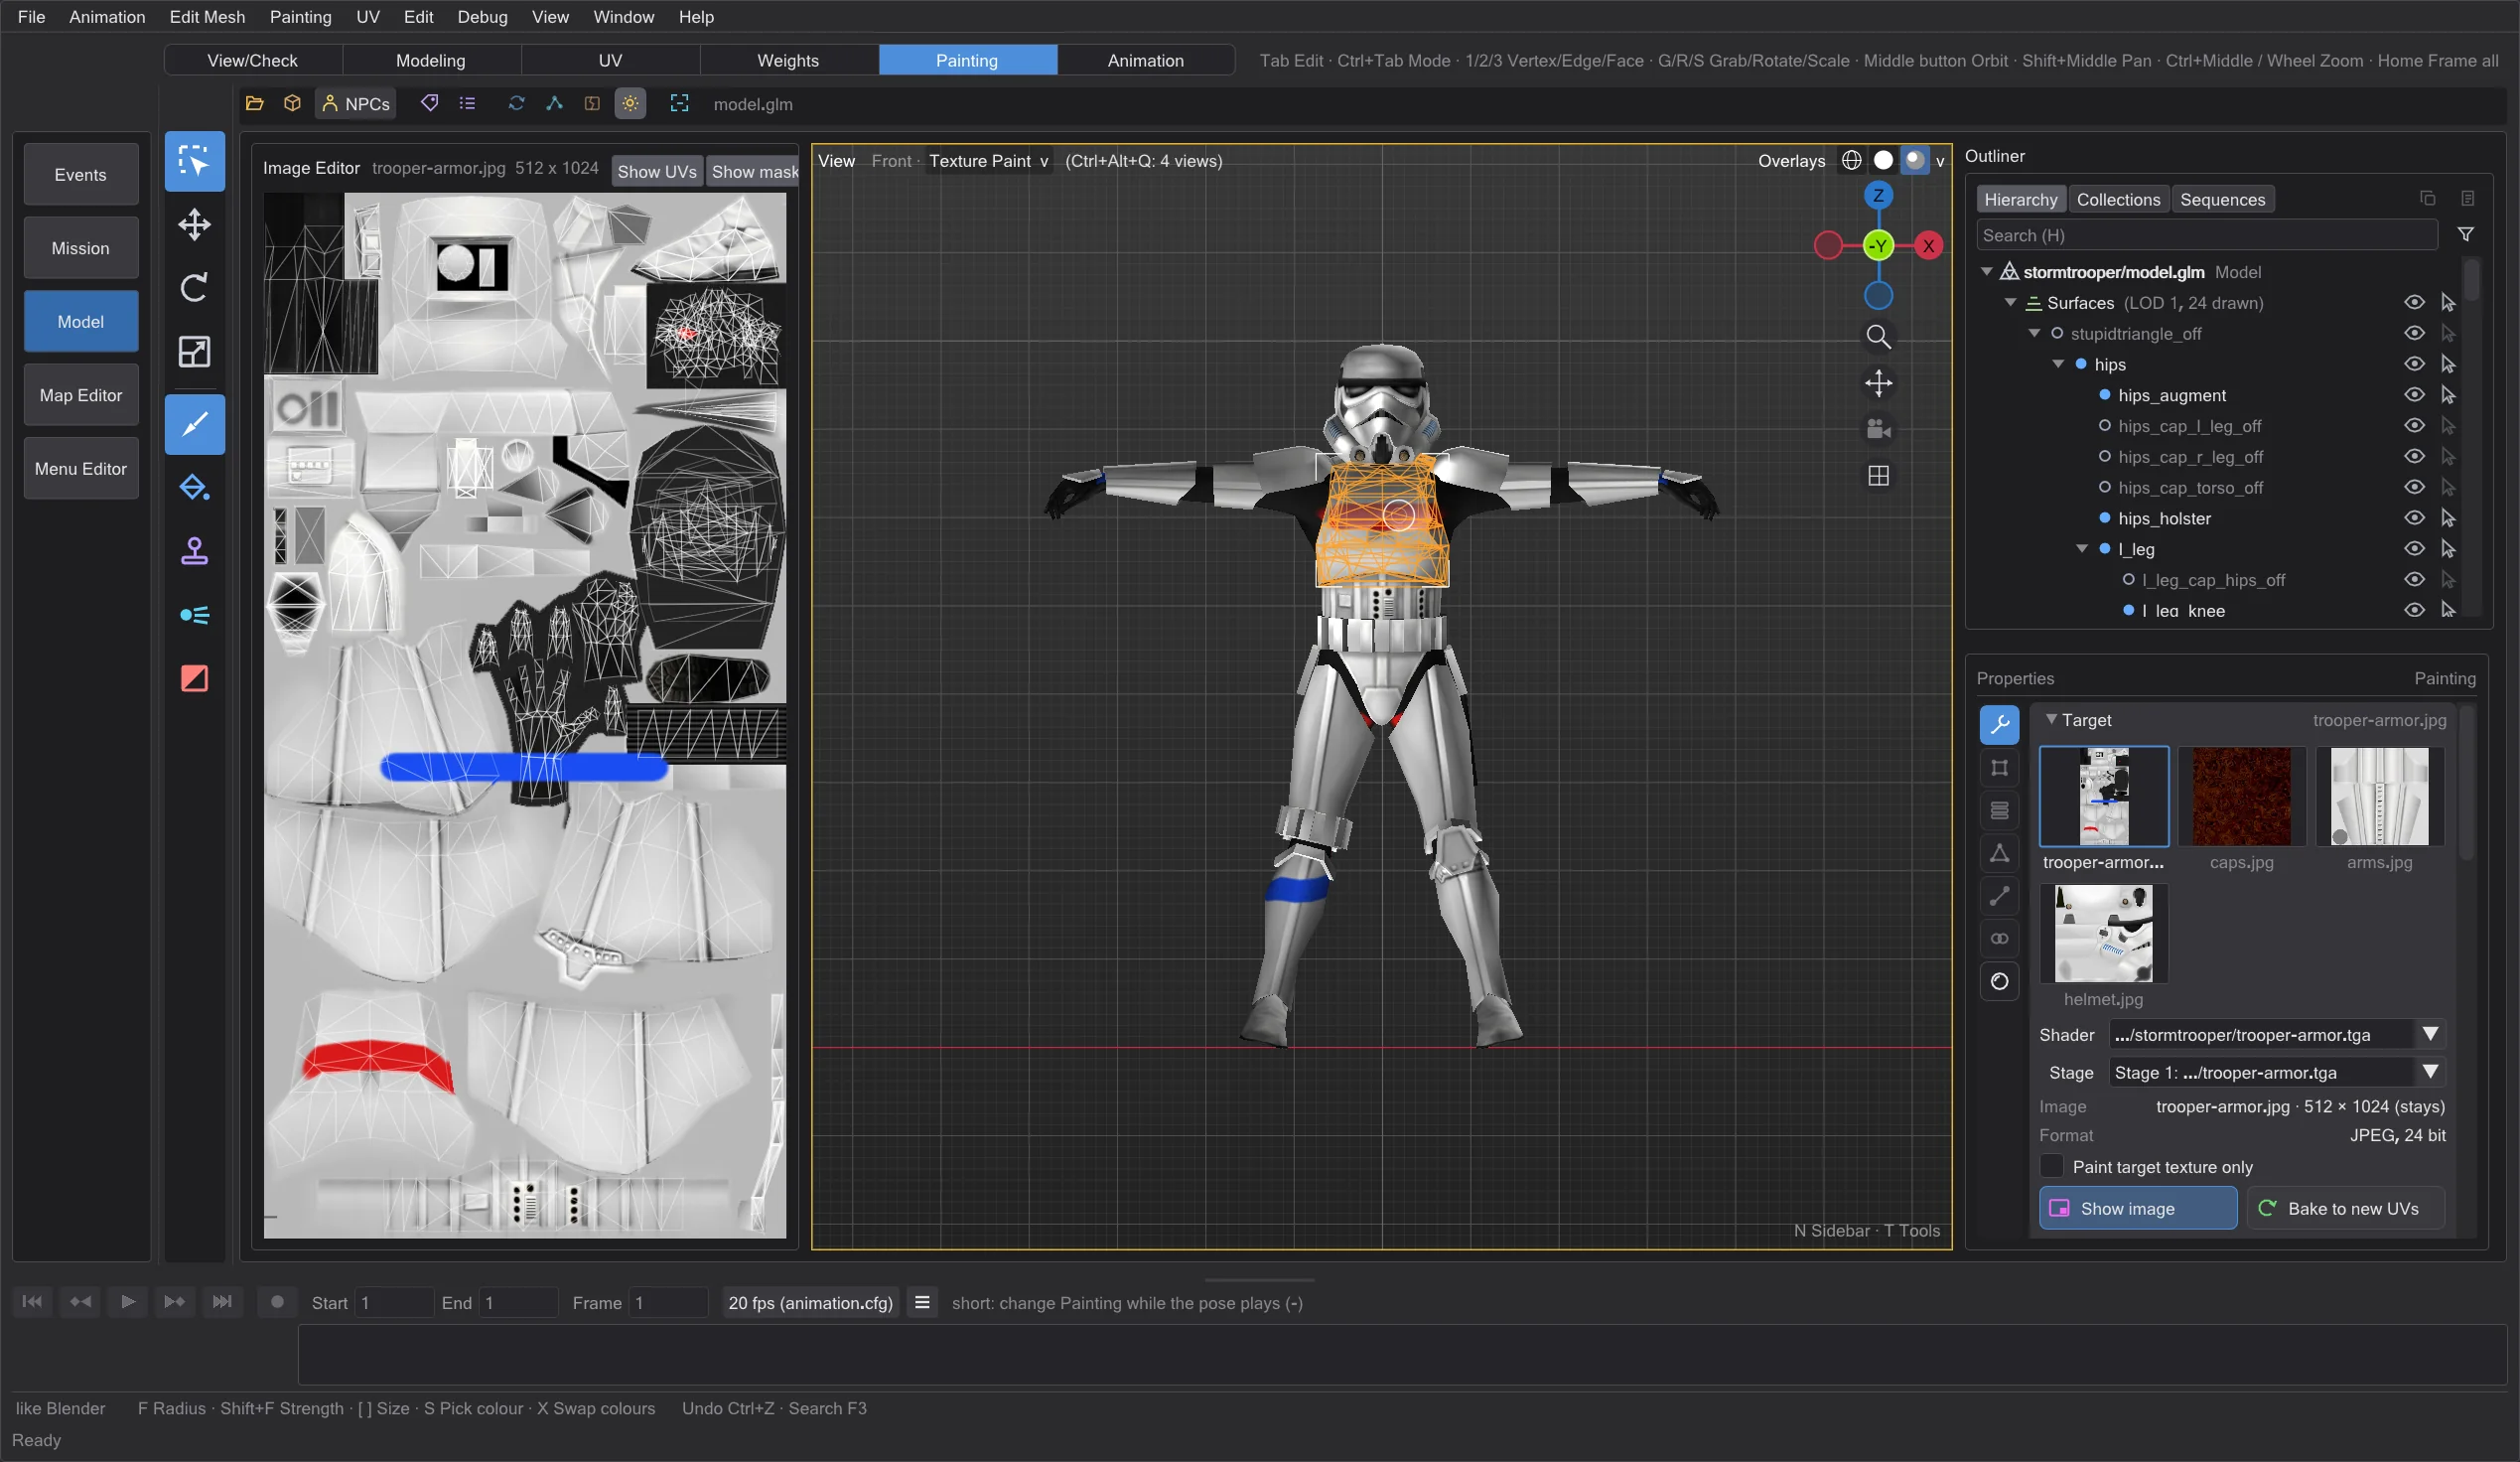 File Animation Edit Mesh Painting UV Edit Debug View Window Help
View/Check Modeling UV Weights Painting Animation Tab Edit · Ctrl+Tab Mode · 1/2/3 Vertex/Edge/Face · G/R/S Grab/Rotate/Scale · Middle button Orbit · Shift+Middle Pan · Ctrl+Middle / Wheel Zoom · Home Frame all
NPCs model.glm
Events
Mission
Model
Map Editor
Menu Editor
Image Editor trooper-armor.jpg 512 x 1024 Show UVs Show mask
View Front · Texture Paint v (Ctrl+Alt+Q: 4 views) Overlays v
Z
-Y
X
N Sidebar · T Tools
Outliner
Hierarchy Collections Sequences
Search (H)
stormtrooper/model.glm Model
Surfaces (LOD 1, 24 drawn)
stupidtriangle_off
hips
hips_augment
hips_cap_l_leg_off
hips_cap_r_leg_off
hips_cap_torso_off
hips_holster
l_leg
l_leg_cap_hips_off
l_leg_knee
Properties Painting
Target trooper-armor.jpg
trooper-armor... caps.jpg arms.jpg
helmet.jpg
Shader .../stormtrooper/trooper-armor.tga
Stage Stage 1: .../trooper-armor.tga
Image trooper-armor.jpg · 512 × 1024 (stays)
Format JPEG, 24 bit
Paint target texture only
Show image Bake to new UVs
Start 1 End 1 Frame 1 20 fps (animation.cfg) short: change Painting while the pose plays (-)
like Blender F Radius · Shift+F Strength · [ ] Size · S Pick colour · X Swap colours Undo Ctrl+Z · Search F3
Ready